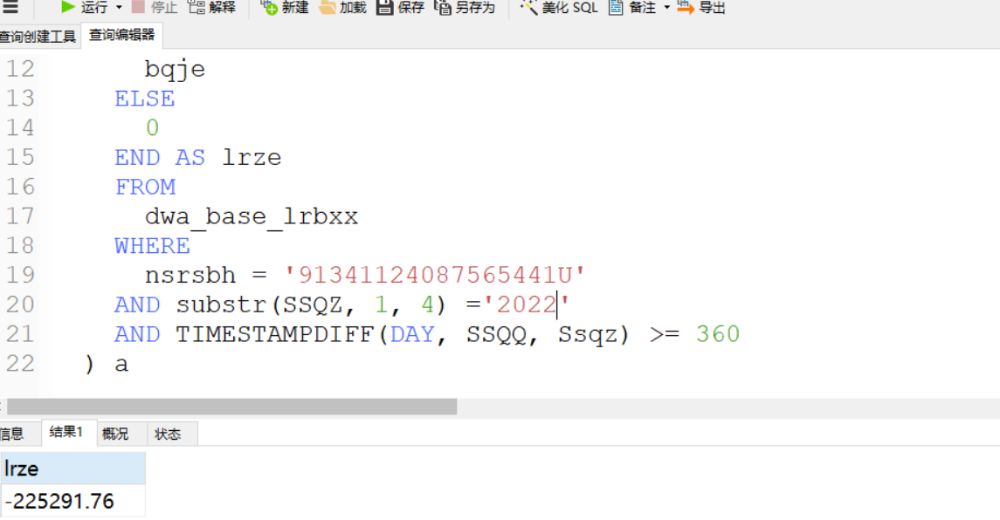 运行 停止 解释 新建 加载 保存 另存为 美化 SQL 备注 导出
查询创建工具 查询编辑器
12 bqje
13 ELSE
14 0
15 END AS lrze
16 FROM
17 dwa_base_lrbxx
18 WHERE
19 nsrsbh = '91341124087565441U'
20 AND substr(SSQZ, 1, 4) ='2022'
21 AND TIMESTAMPDIFF(DAY, SSQQ, Ssqz) >= 360
22 ) a
信息 结果1 概况 状态
lrze
-225291.76